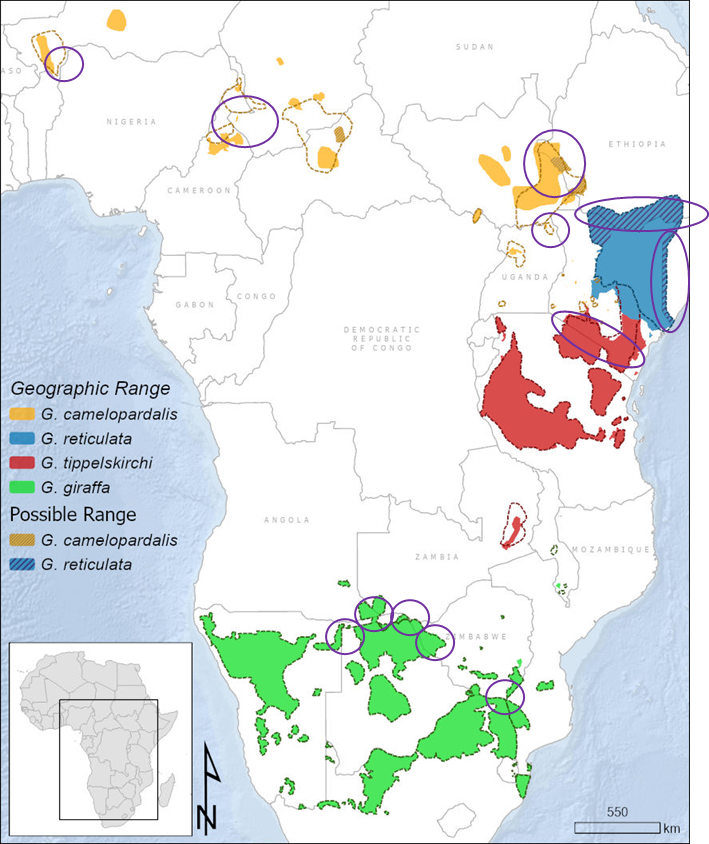 SUDAN
ASO
NIGERIA
ETHIOPIA
CAMEROON
UGANDA
GABON
CONGO
DEMOCRATIC
REPUBLIC
OF CONGO
Geographic Range
G. camelopardalis
G. reticulata
G. tippelskirchi
G. giraffa
Possible Range
G. camelopardalis
G. reticulata
ANGOLA
ZAMBIA
MOZAMBIQUE
ZIMBABWE
N
550
km